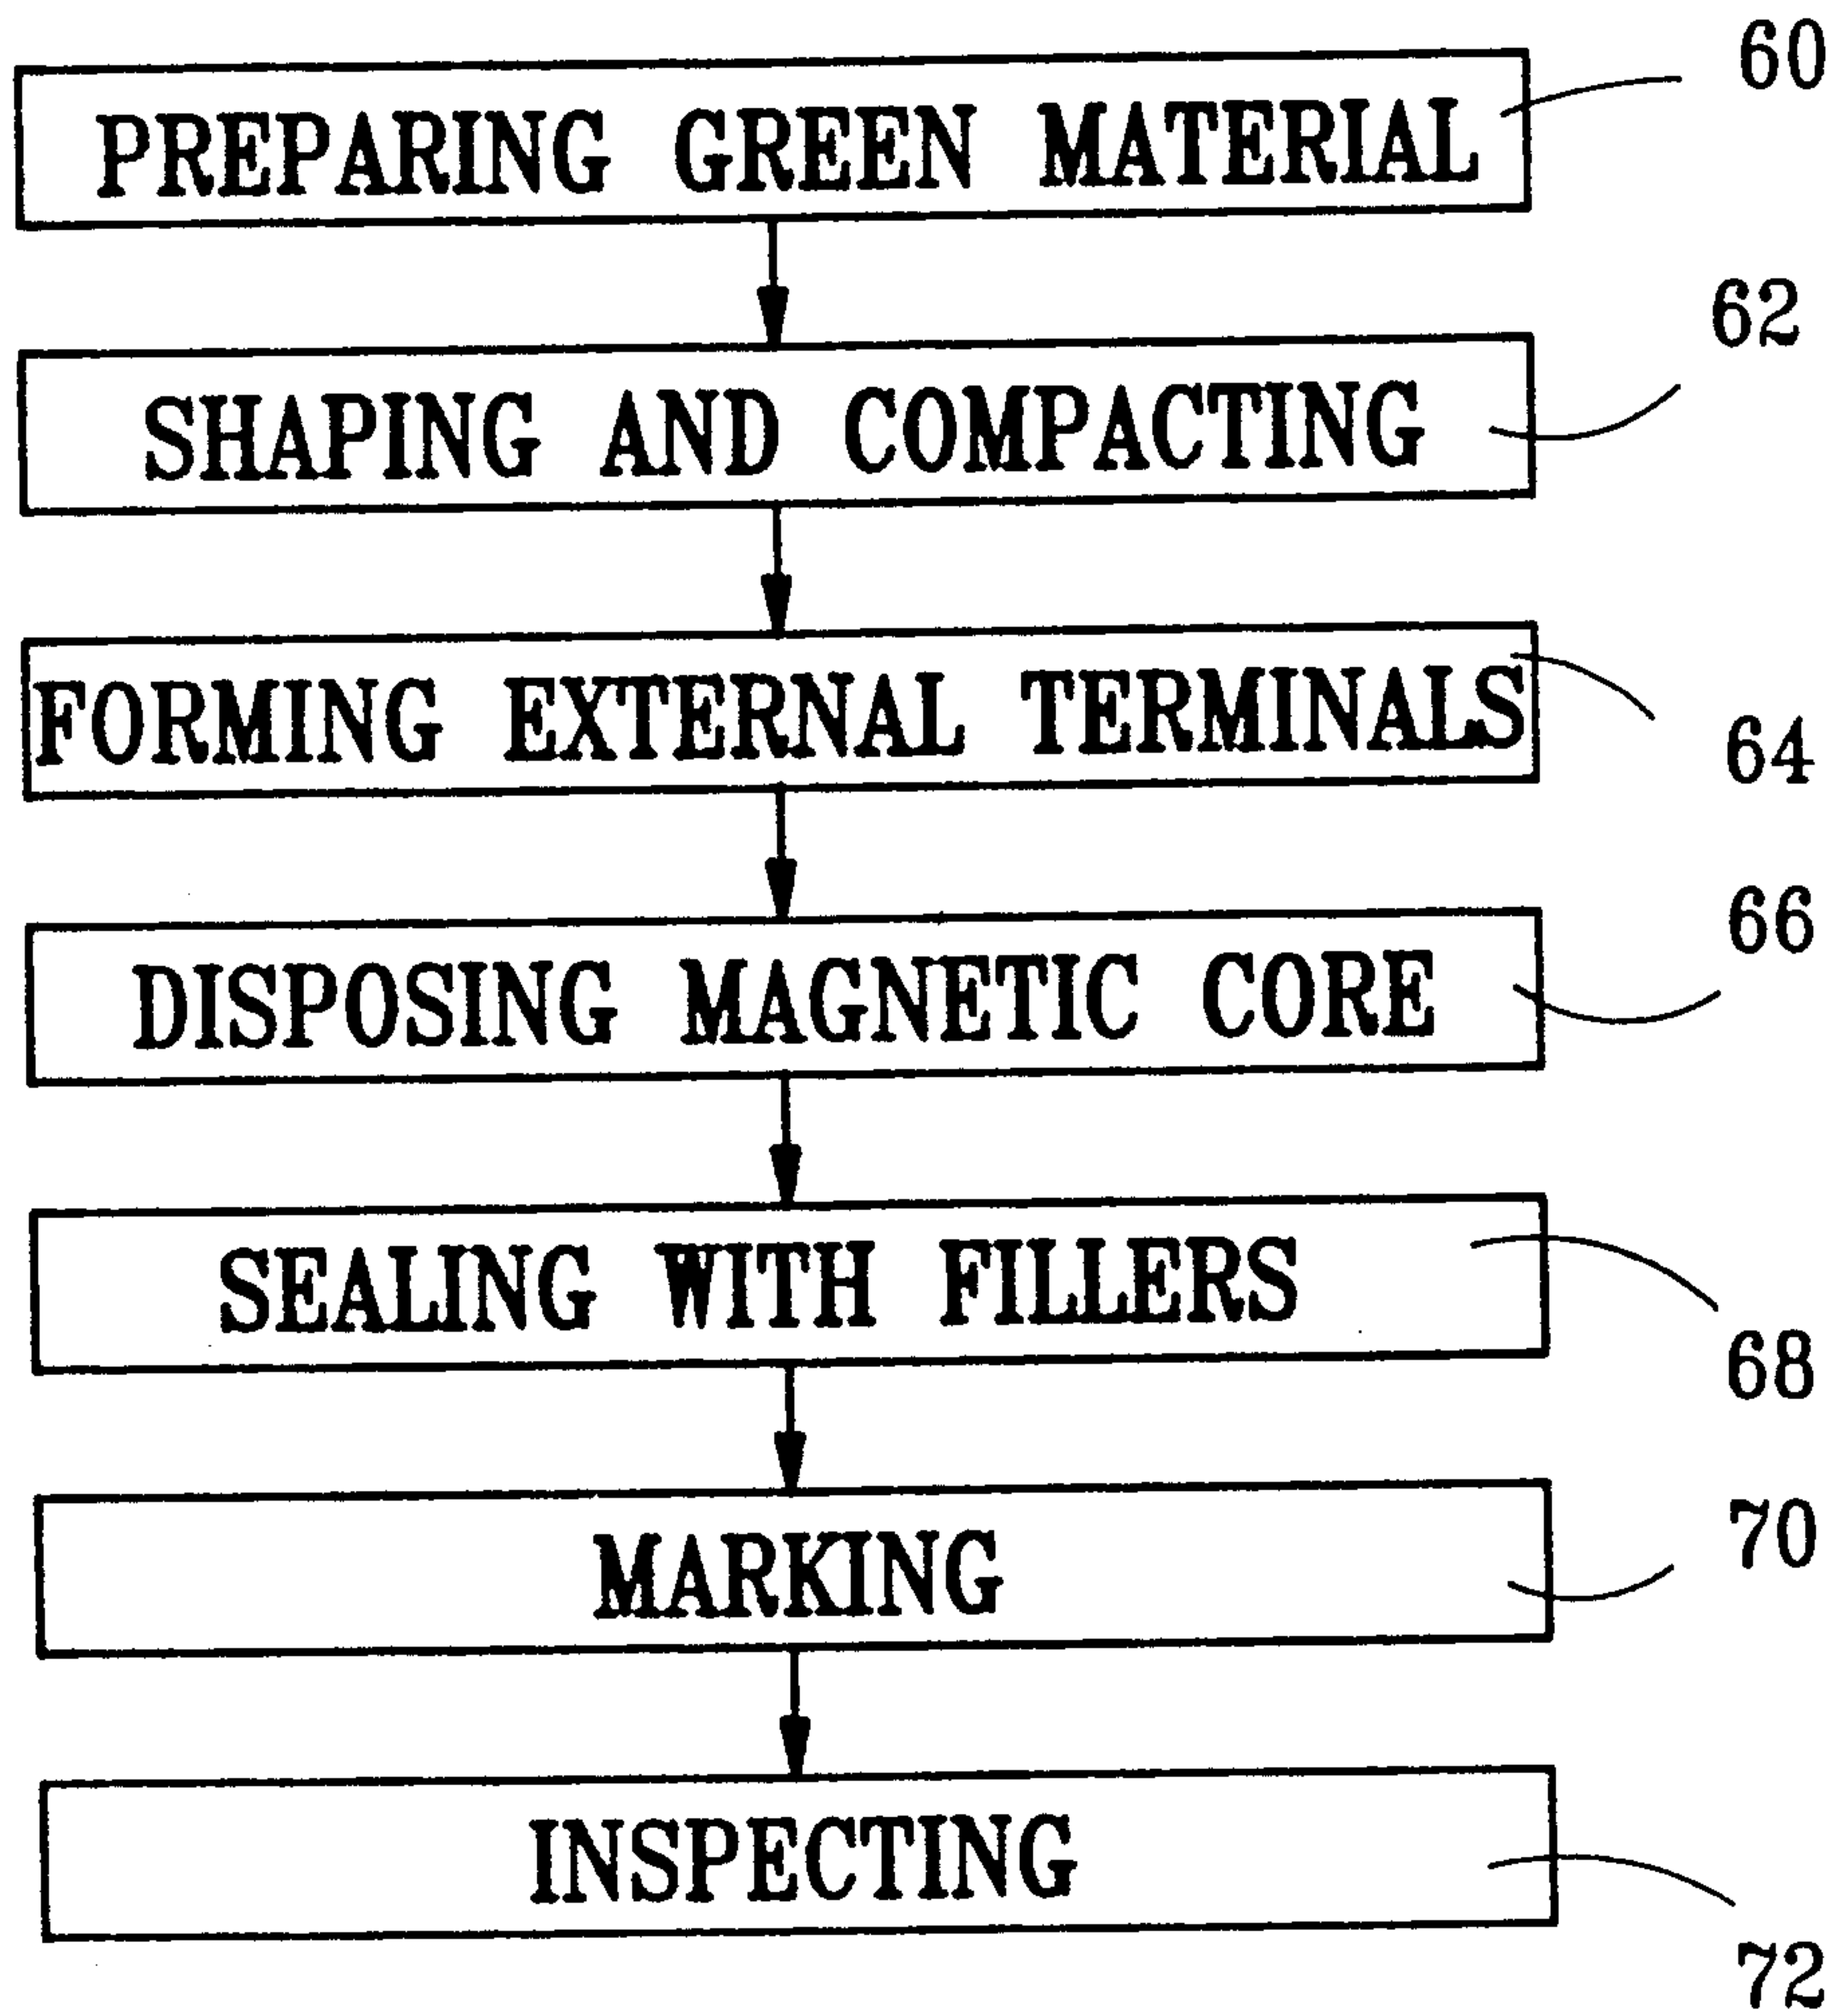 PREPARING GREEN MATERIAL
60
SHAPING AND COMPACTING
62
FORMING EXTERNAL TERMINALS
64
DISPOSING MAGNETIC CORE
66
SEALING WITH FILLERS
68
MARKING
70
INSPECTING
72